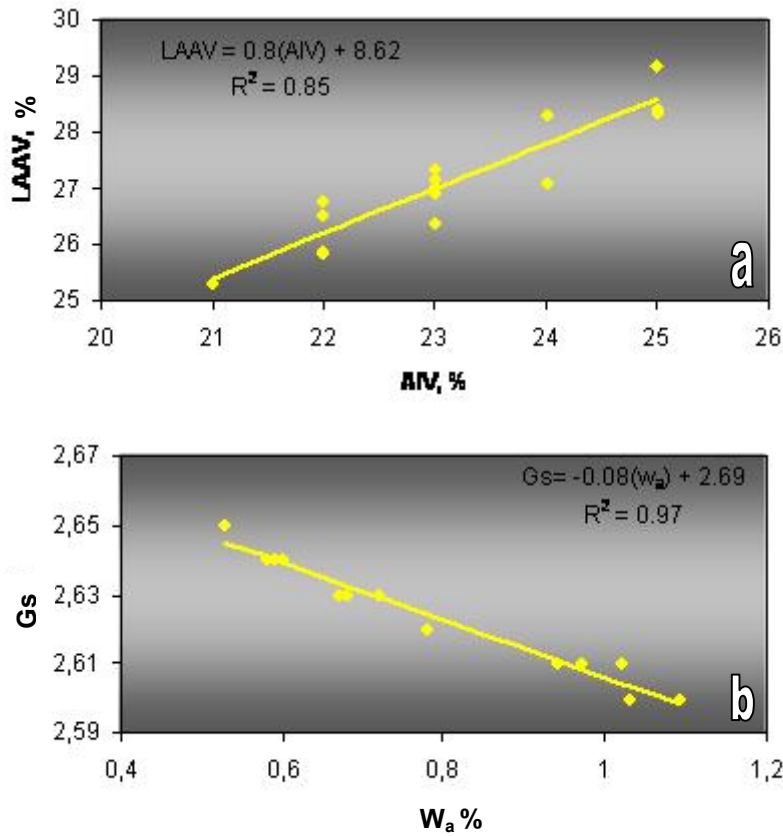 30
LAAV = 0.8(AIV) + 8.62
R² = 0.85
29
28
LAAV, %
27
26
25
a
20 21 22 23 24 25 26
AIV, %
2,67
Gs= -0.08(wₐ) + 2.69
R² = 0.97
2,65
2,63
Gs
2,61
2,59
b
0,4 0,6 0,8 1 1,2
Wₐ %